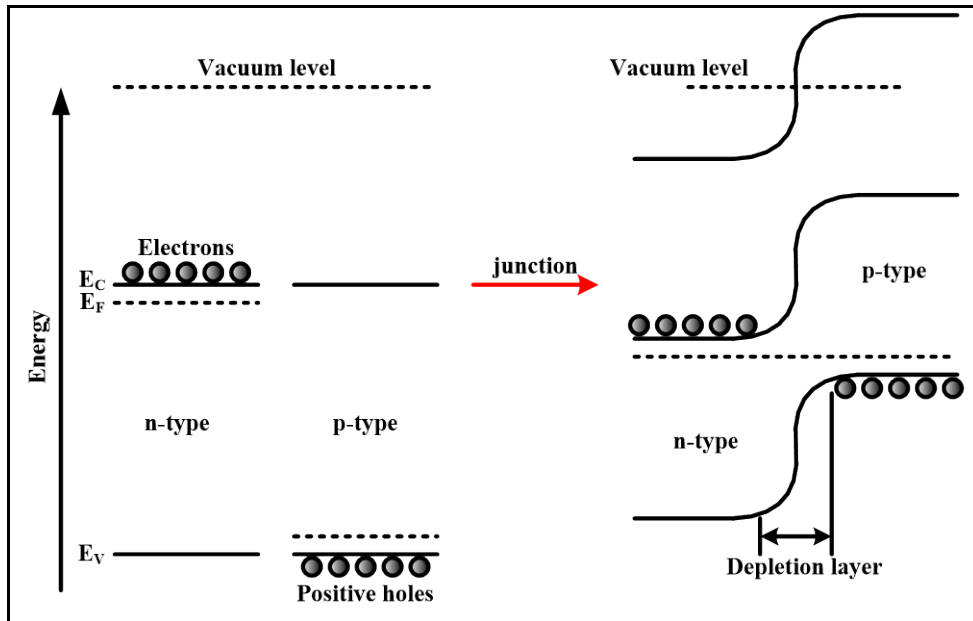 Vacuum level
Vacuum level
Electrons
E_C
E_F
junction
p-type
Energy
n-type
p-type
n-type
E_V
Positive holes
Depletion layer